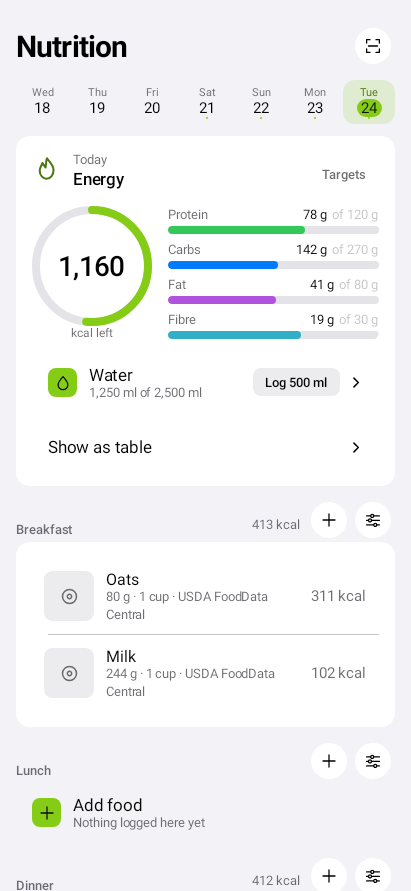 Nutrition
Wed Thu Fri Sat Sun Mon Tue
18 19 20 21 22 23 24
Today
Energy
Targets
1,160
kcal left
Protein 78 g of 120 g
Carbs 142 g of 270 g
Fat 41 g of 80 g
Fibre 19 g of 30 g
Water
1,250 ml of 2,500 ml
Log 500 ml
Show as table
Breakfast 413 kcal
Oats
80 g · 1 cup · USDA FoodData
Central
311 kcal
Milk
244 g · 1 cup · USDA FoodData
Central
102 kcal
Lunch
Add food
Nothing logged here yet
Dinner 412 kcal